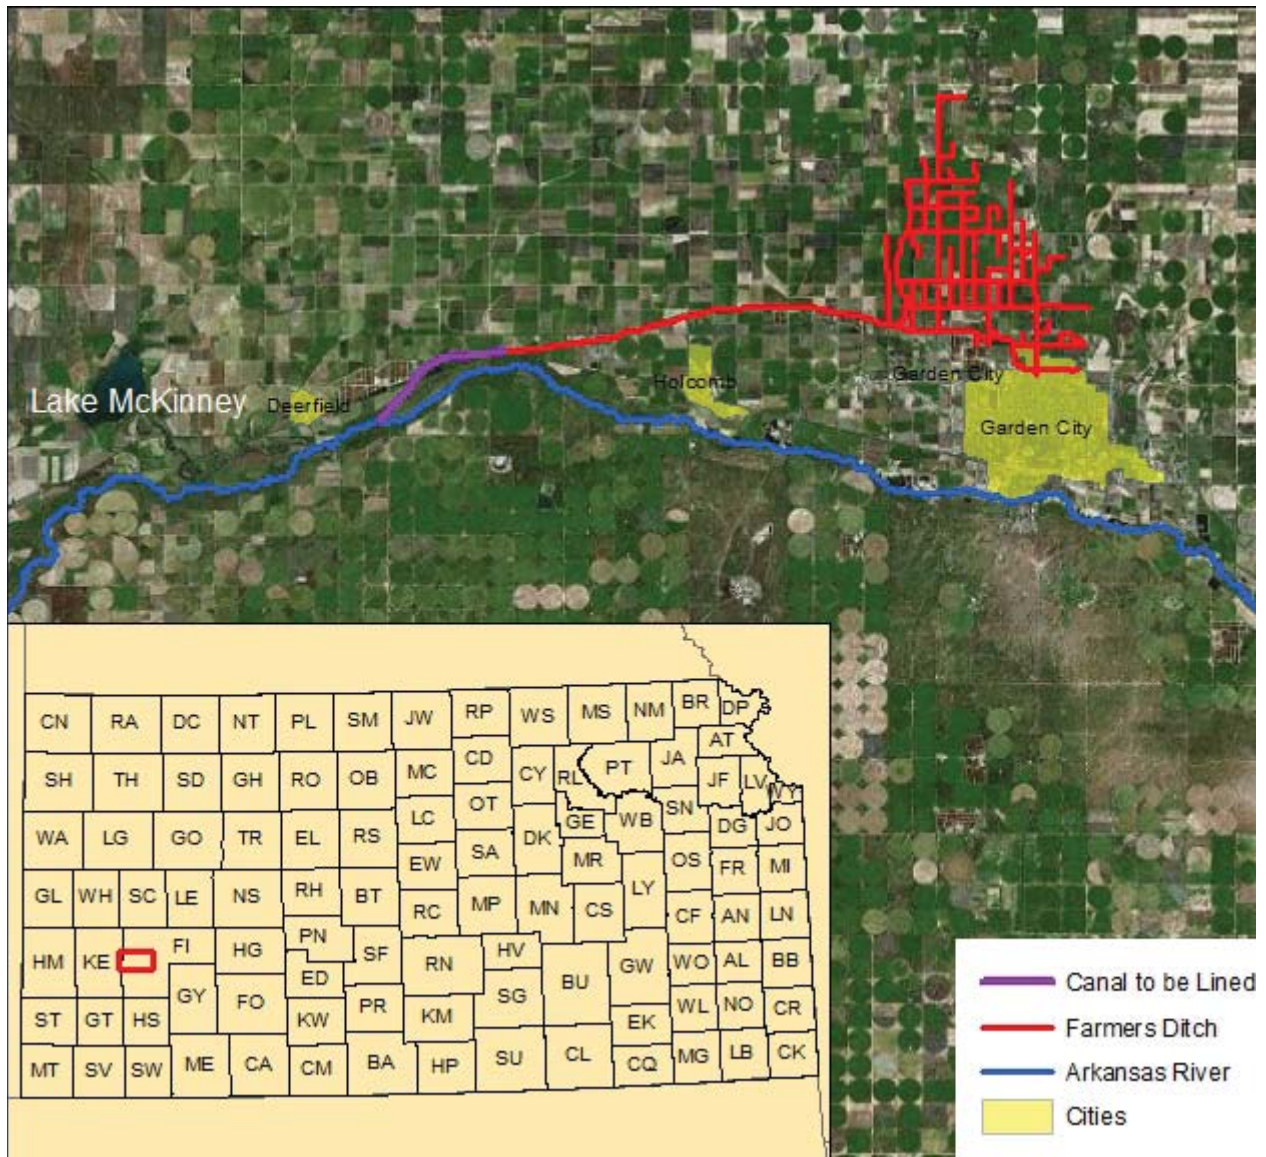 Lake McKinney
Deerfield
Holcomb
Garden City
Garden City
CN RA DC NT PL SM JW RP WS MS NM BR DP
SH TH SD GH RO OB MC CD CY RL PT JA AT JF LV WY
WA LG GO TR EL RS LC OT DK GE WB SN DG JO
GL WH SC LE NS RH BT EW SA MR LY OS FR MI
RC MP MN CS CF AN LN
HM KE FI HG PN SF RN HV BU GW WO AL BB
ED
ST GT HS GY FO KW PR KM SG EK WL NO CR
MT SV SW ME CA CM BA HP SU CL CQ MG LB CK
Canal to be Lined
Farmers Ditch
Arkansas River
Cities